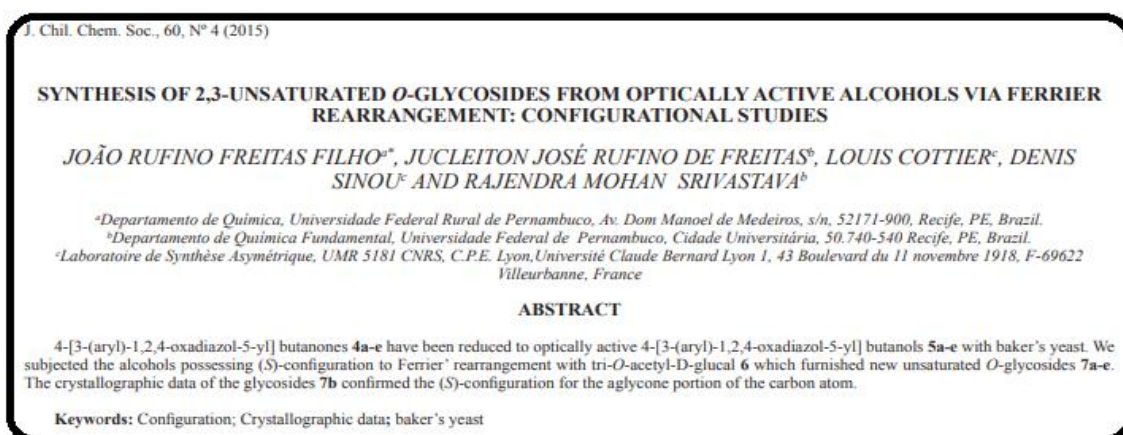 J. Chil. Chem. Soc., 60, Nº 4 (2015)
SYNTHESIS OF 2,3-UNSATURATED O-GLYCOSIDES FROM OPTICALLY ACTIVE ALCOHOLS VIA FERRIER
REARRANGEMENT: CONFIGURATIONAL STUDIES
JOÃO RUFINO FREITAS FILHOa*, JUCLEITON JOSÉ RUFINO DE FREITASb, LOUIS COTTIERc, DENIS
SINOUc AND RAJENDRA MOHAN SRIVASTAVAb
aDepartamento de Química, Universidade Federal Rural de Pernambuco, Av. Dom Manoel de Medeiros, s/n, 52171-900, Recife, PE, Brazil.
bDepartamento de Química Fundamental, Universidade Federal de Pernambuco, Cidade Universitária, 50.740-540 Recife, PE, Brazil.
cLaboratoire de Synthèse Asymétrique, UMR 5181 CNRS, C.P.E. Lyon,Université Claude Bernard Lyon 1, 43 Boulevard du 11 novembre 1918, F-69622
Villeurbanne, France
ABSTRACT
4-[3-(aryl)-1,2,4-oxadiazol-5-yl] butanones 4a-e have been reduced to optically active 4-[3-(aryl)-1,2,4-oxadiazol-5-yl] butanols 5a-e with baker's yeast. We
subjected the alcohols possessing (S)-configuration to Ferrier' rearrangement with tri-O-acetyl-D-glucal 6 which furnished new unsaturated O-glycosides 7a-e.
The crystallographic data of the glycosides 7b confirmed the (S)-configuration for the aglycone portion of the carbon atom.
Keywords: Configuration; Crystallographic data; baker's yeast